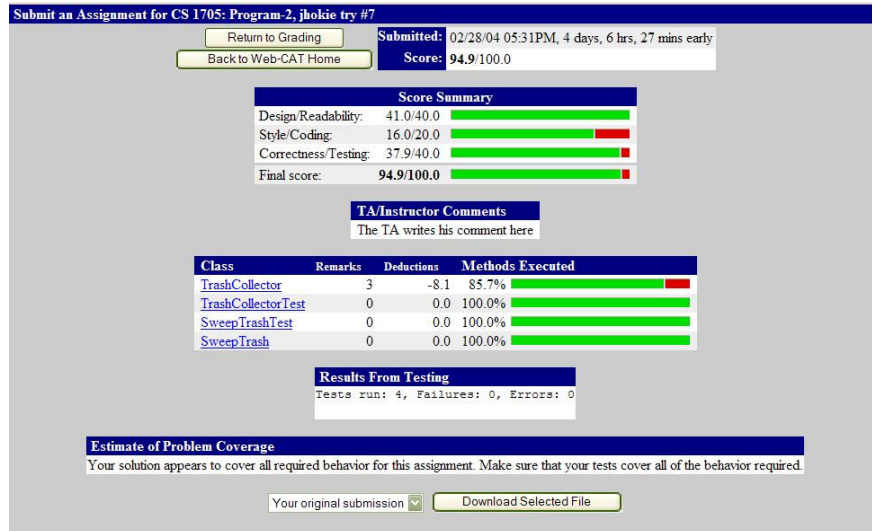 Submit an Assignment for CS 1705: Program-2, jhokie try #7
Return to Grading
Back to Web-CAT Home
Submitted: 02/28/04 05:31PM, 4 days, 6 hrs, 27 mins early
Score: 94.9/100.0
Score Summary
Design/Readability: 41.0/40.0
Style/Coding: 16.0/20.0
Correctness/Testing: 37.9/40.0
Final score: 94.9/100.0
TA/Instructor Comments
The TA writes his comment here
Class Remarks Deductions Methods Executed
TrashCollector 3 -8.1 85.7%
TrashCollectorTest 0 0.0 100.0%
SweepTrashTest 0 0.0 100.0%
SweepTrash 0 0.0 100.0%
Results From Testing
Tests run: 4, Failures: 0, Errors: 0
Estimate of Problem Coverage
Your solution appears to cover all required behavior for this assignment. Make sure that your tests cover all of the behavior required.
Your original submission Download Selected File